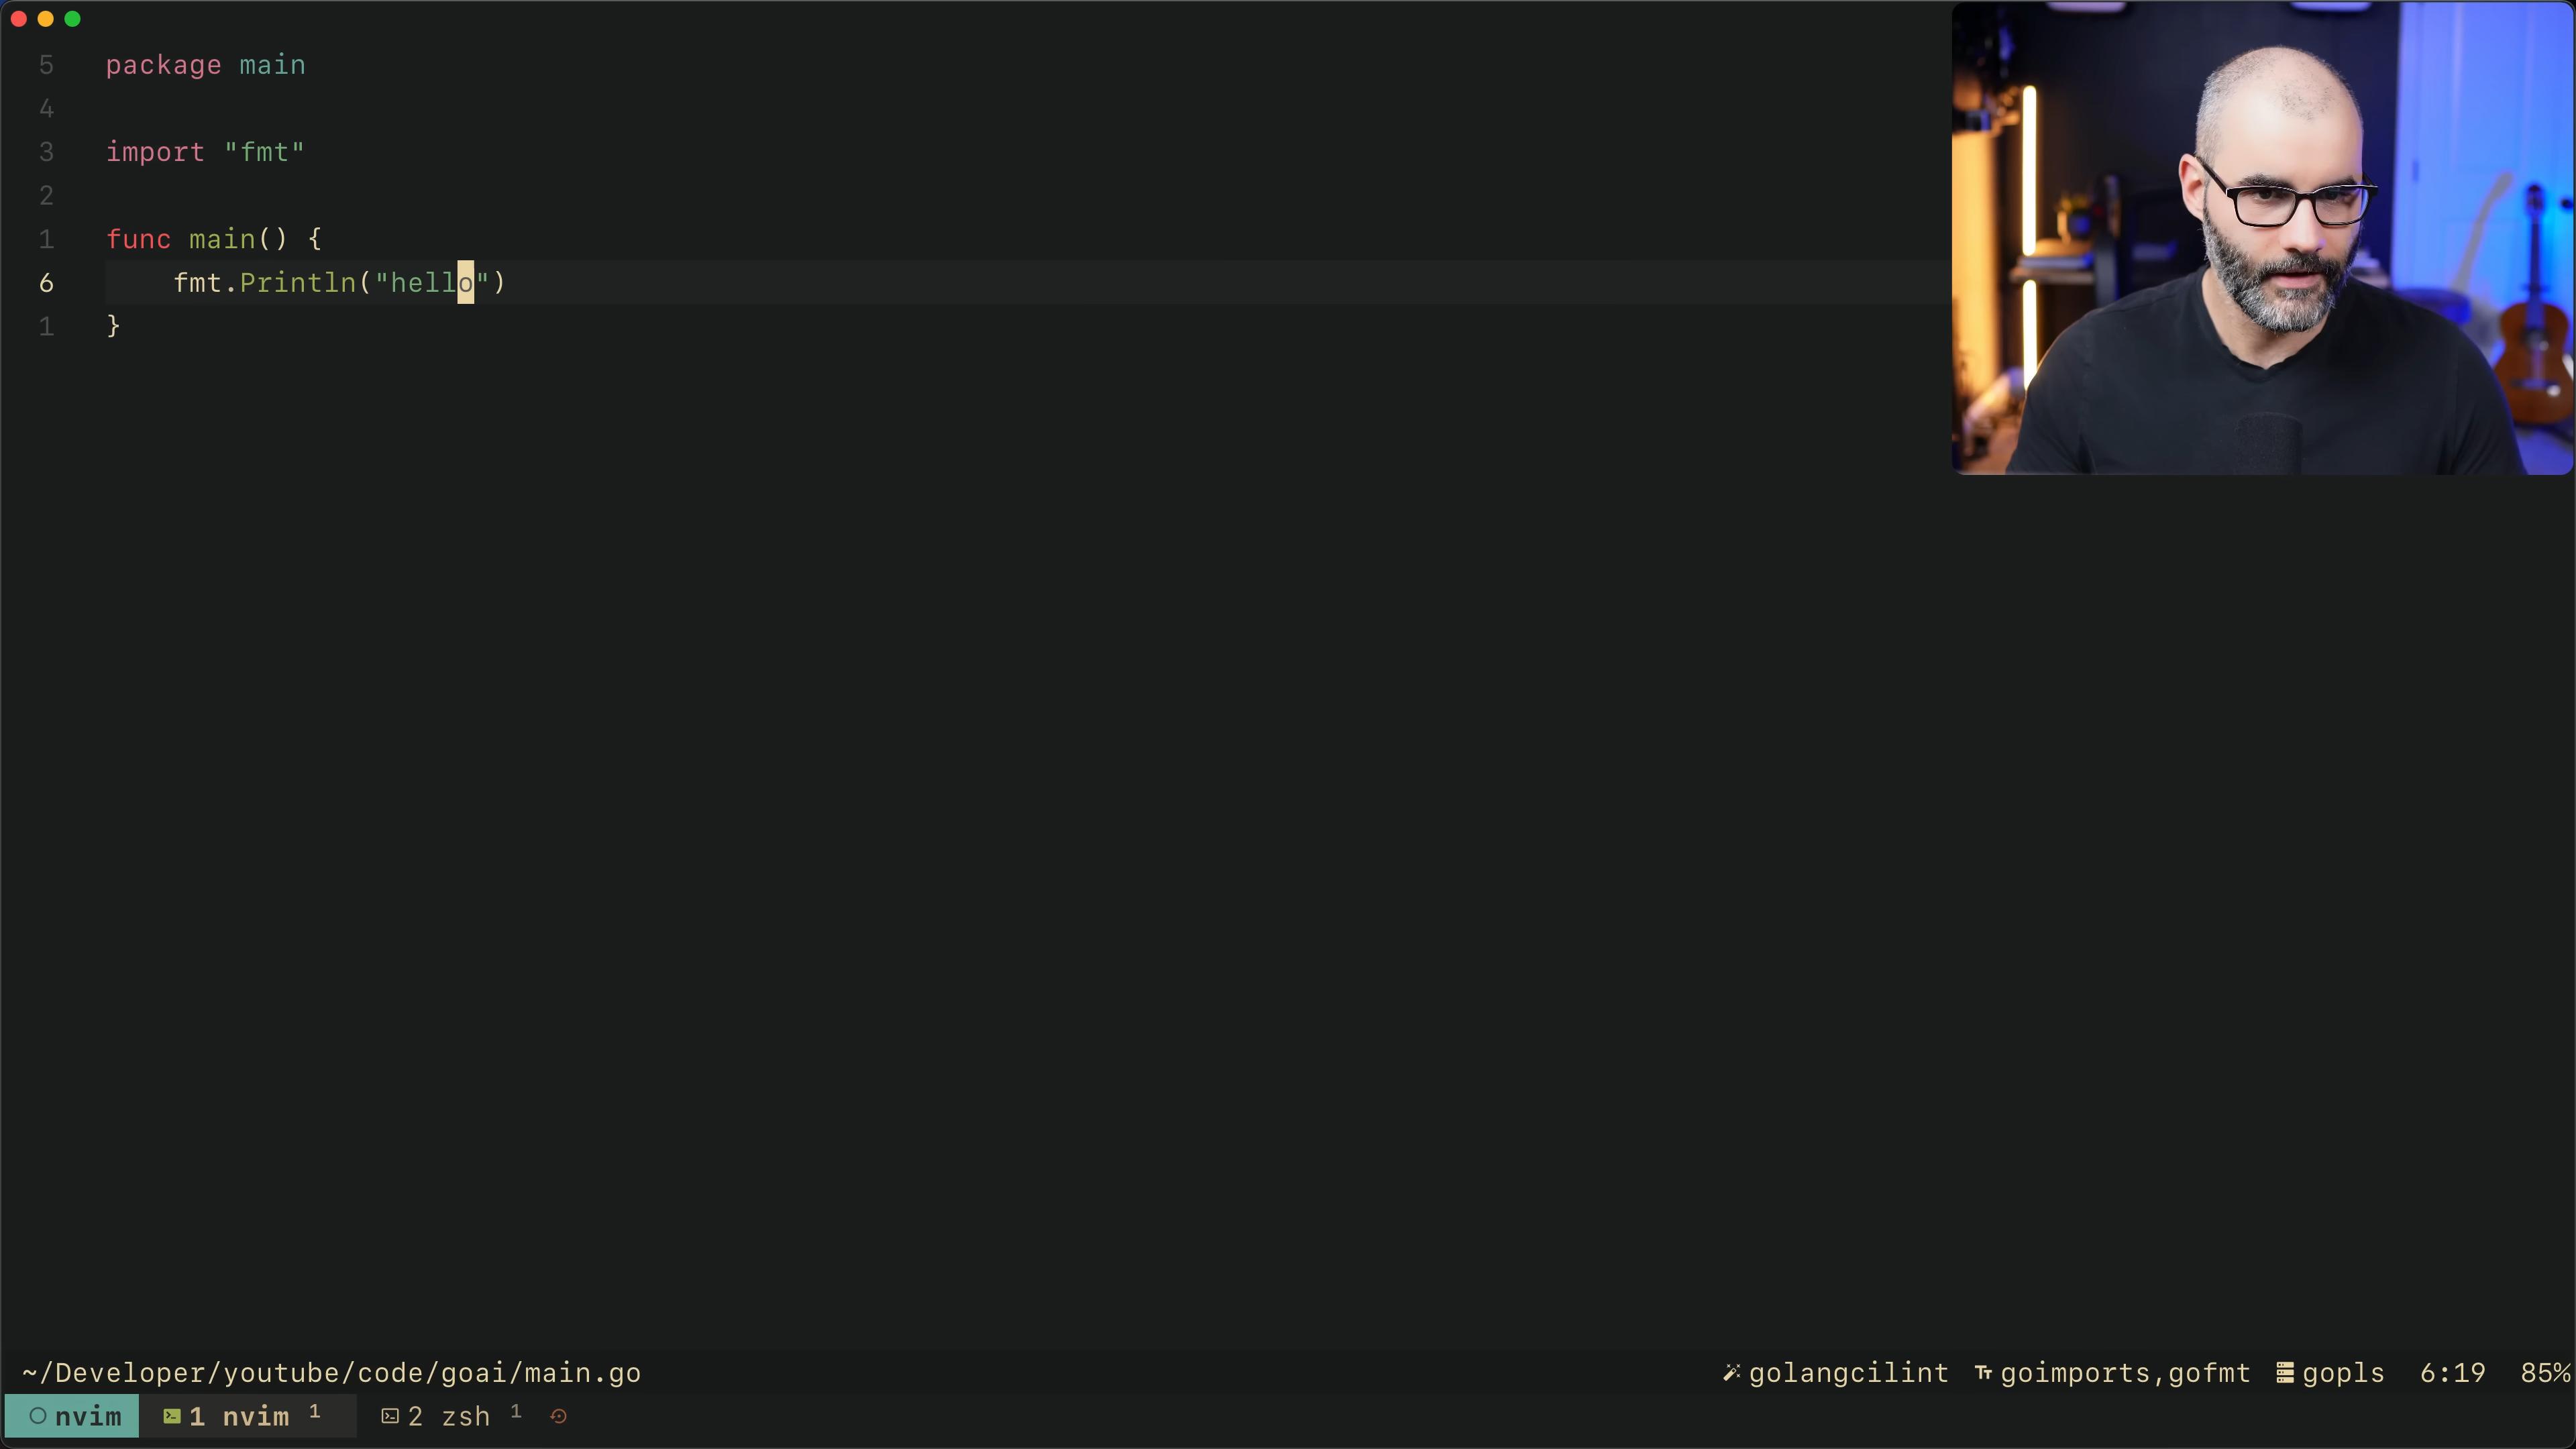 5 package main
4
3 import "fmt"
2
1 func main() {
6     fmt.Println("hello")
1 }
~/Developer/youtube/code/goai/main.go golangcilint goimports,gofmt gopls 6:19 85%
nvim 1 nvim 1 2 zsh 1